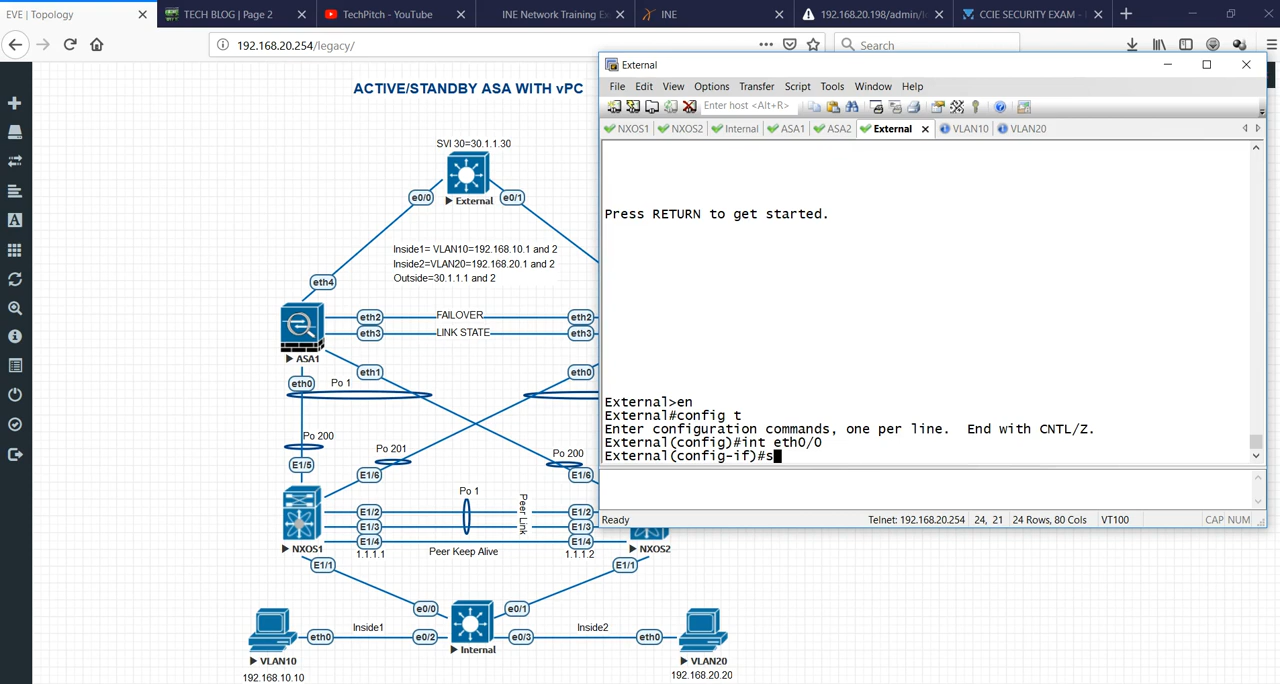 EVE | Topology
TECH BLOG | Page 2
TechPitch - YouTube
INE Network Training Ex
INE
192.168.20.198/admin/l
CCIE SECURITY EXAM -
192.168.20.254/legacy/
Search
ACTIVE/STANDBY ASA WITH vPC
SVI 30=30.1.1.30
e0/0
e0/1
External
Inside1= VLAN10=192.168.10.1 and 2
Inside2=VLAN20=192.168.20.1 and 2
Outside=30.1.1.1 and 2
eth4
eth2
FAILOVER
eth2
eth3
LINK STATE
eth3
ASA1
eth1
eth0
eth0
Po 1
Po 200
Po 201
Po 200
E1/5
E1/6
E1/6
Po 1
Peer Link
E1/2
E1/2
E1/3
E1/3
E1/4
E1/4
1.1.1.1
Peer Keep Alive
1.1.1.2
NXOS1
NXOS2
E1/1
E1/1
e0/0
e0/1
Inside1
Inside2
eth0
e0/2
e0/3
eth0
Internal
VLAN10
VLAN20
192.168.10.10
192.168.20.20
External
File Edit View Options Transfer Script Tools Window Help
Enter host <Alt+R>
NXOS1 NXOS2 Internal ASA1 ASA2 External VLAN10 VLAN20
Press RETURN to get started.
External>en
External#config t
Enter configuration commands, one per line.  End with CNTL/Z.
External(config)#int eth0/0
External(config-if)#s
Ready
Telnet: 192.168.20.254
24, 21
24 Rows, 80 Cols
VT100
CAP NUM